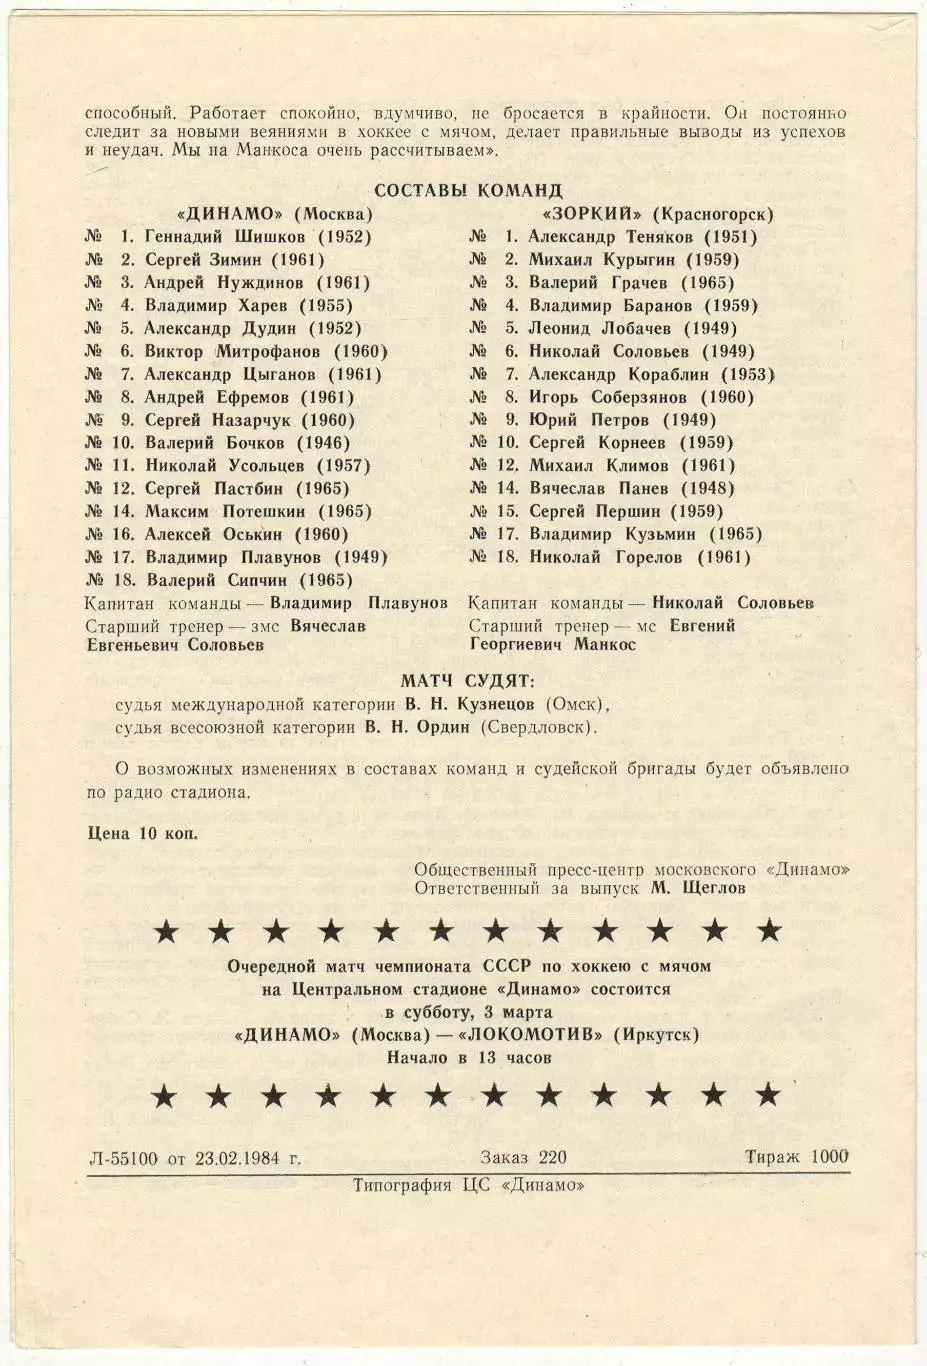 способный. Работает спокойно, вдумчиво, не бросается в крайности. Он постоянно
следит за новыми веяниями в хоккее с мячом, делает правильные выводы из успехов
и неудач. Мы на Манкоса очень рассчитываем».
СОСТАВЫ КОМАНД
«ДИНАМО» (Москва)
№ 1. Геннадий Шишков (1952)
№ 2. Сергей Зимин (1961)
№ 3. Андрей Нуждинов (1961)
№ 4. Владимир Харев (1955)
№ 5. Александр Дудин (1952)
№ 6. Виктор Митрофанов (1960)
№ 7. Александр Цыганов (1961)
№ 8. Андрей Ефремов (1961)
№ 9. Сергей Назарчук (1960)
№ 10. Валерий Бочков (1946)
№ 11. Николай Усольцев (1957)
№ 12. Сергей Пастбин (1965)
№ 14. Максим Потешкин (1965)
№ 16. Алексей Оськин (1960)
№ 17. Владимир Плавунов (1949)
№ 18. Валерий Сипчин (1965)
Капитан команды — Владимир Плавунов
Старший тренер — змс Вячеслав
Евгеньевич Соловьев
«ЗОРКИЙ» (Красногорск)
№ 1. Александр Теняков (1951)
№ 2. Михаил Курыгин (1959)
№ 3. Валерий Грачев (1965)
№ 4. Владимир Баранов (1959)
№ 5. Леонид Лобачев (1949)
№ 6. Николай Соловьев (1949)
№ 7. Александр Кораблин (1953)
№ 8. Игорь Соберзянов (1960)
№ 9. Юрий Петров (1949)
№ 10. Сергей Корнеев (1959)
№ 12. Михаил Климов (1961)
№ 14. Вячеслав Панев (1948)
№ 15. Сергей Першин (1959)
№ 17. Владимир Кузьмин (1965)
№ 18. Николай Горелов (1961)
Капитан команды — Николай Соловьев
Старший тренер — мс Евгений
Георгиевич Манкос
МАТЧ СУДЯТ:
судья международной категории В. Н. Кузнецов (Омск),
судья всесоюзной категории В. Н. Ордин (Свердловск).
О возможных изменениях в составах команд и судейской бригады будет объявлено
по радио стадиона.
Цена 10 коп.
Общественный пресс-центр московского «Динамо»
Ответственный за выпуск М. Щеглов
★ ★ ★ ★ ★ ★ ★ ★ ★ ★ ★ ★
Очередной матч чемпионата СССР по хоккею с мячом
на Центральном стадионе «Динамо» состоится
в субботу, 3 марта
«ДИНАМО» (Москва) — «ЛОКОМОТИВ» (Иркутск)
Начало в 13 часов
★ ★ ★ ★ ★ ★ ★ ★ ★ ★ ★ ★
Л-55100 от 23.02.1984 г. Заказ 220 Тираж 1000
Типография ЦС «Динамо»